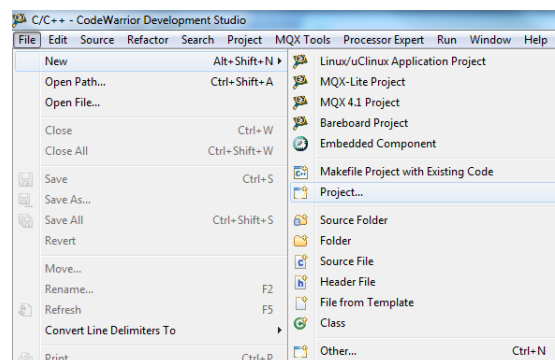 C/C++ - CodeWarrior Development Studio
File Edit Source Refactor Search Project MQX Tools Processor Expert Run Window Help
New Alt+Shift+N
Open Path... Ctrl+Shift+A
Open File...
Close Ctrl+W
Close All Ctrl+Shift+W
Save Ctrl+S
Save As...
Save All Ctrl+Shift+S
Revert
Move...
Rename... F2
Refresh F5
Convert Line Delimiters To
Print... Ctrl+P
Linux/uClinux Application Project
MQX-Lite Project
MQX 4.1 Project
Bareboard Project
Embedded Component
Makefile Project with Existing Code
Project...
Source Folder
Folder
Source File
Header File
File from Template
Class
Other... Ctrl+N